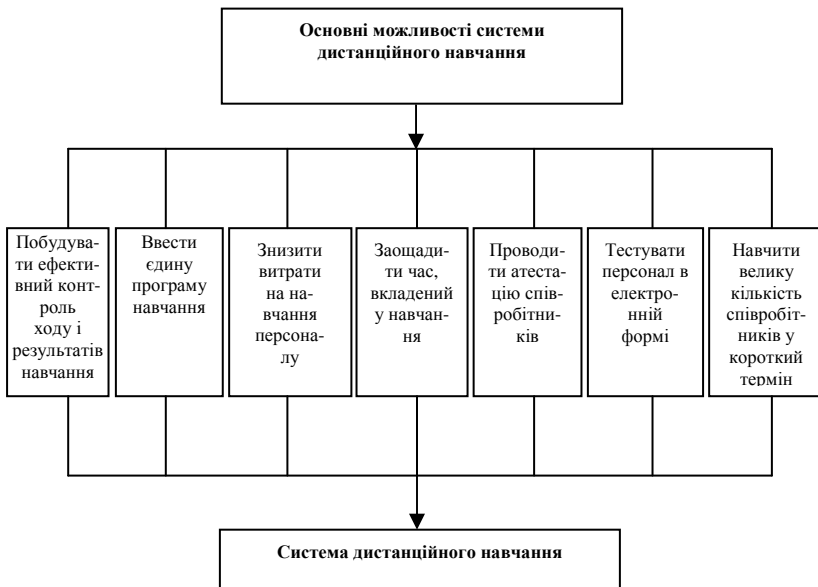 Основні можливості системи
дистанційного навчання
Побудува-
ти ефекти-
вний конт-
роль
ходу і
результатів
навчання
Ввести
єдину
програму
навчання
Знизити
витрати
на на-
вчання
персона-
лу
Заощади-
ти час,
вкладений
у навчан-
ня
Проводи-
ти атеста-
цію спів-
робітни-
ків
Тестувати
персонал в
електро-
нній
формі
Навчити
велику
кількість
співробіт-
ників у
короткий
термін
Система дистанційного навчання